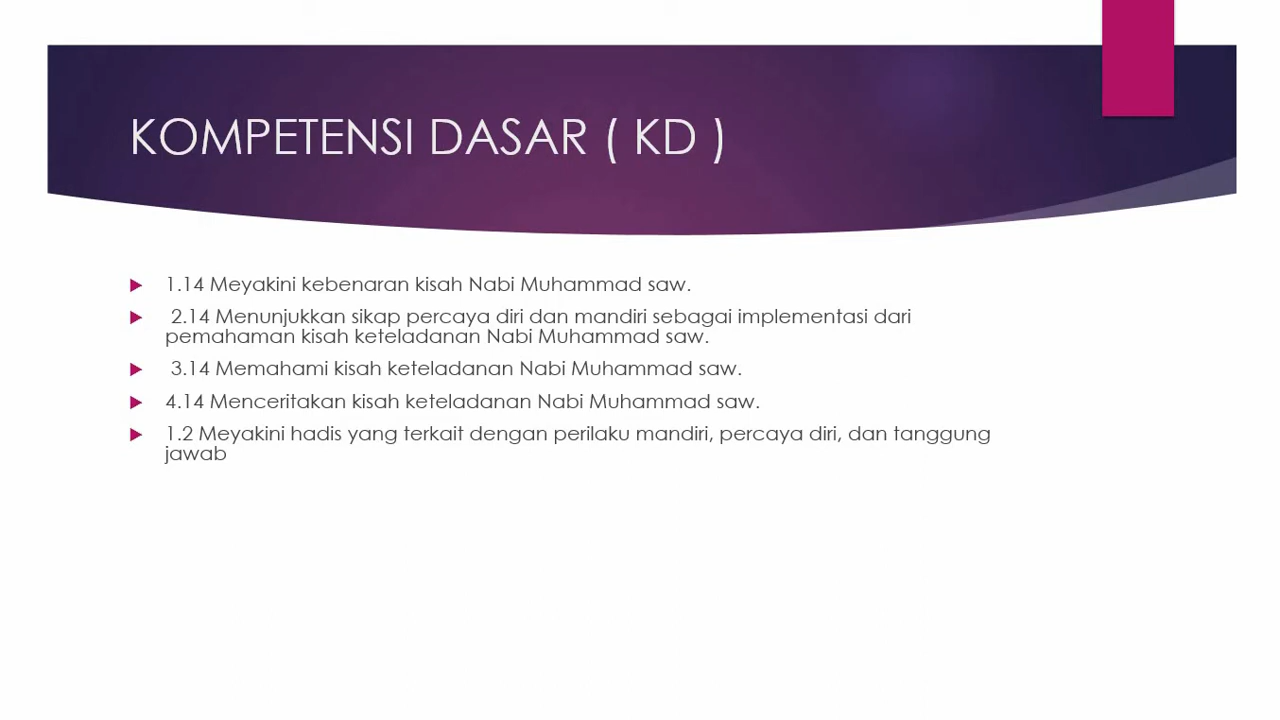 KOMPETENSI DASAR ( KD )
1.14 Meyakini kebenaran kisah Nabi Muhammad saw.
2.14 Menunjukkan sikap percaya diri dan mandiri sebagai implementasi dari
pemahaman kisah keteladanan Nabi Muhammad saw.
3.14 Memahami kisah keteladanan Nabi Muhammad saw.
4.14 Menceritakan kisah keteladanan Nabi Muhammad saw.
1.2 Meyakini hadis yang terkait dengan perilaku mandiri, percaya diri, dan tanggung
jawab